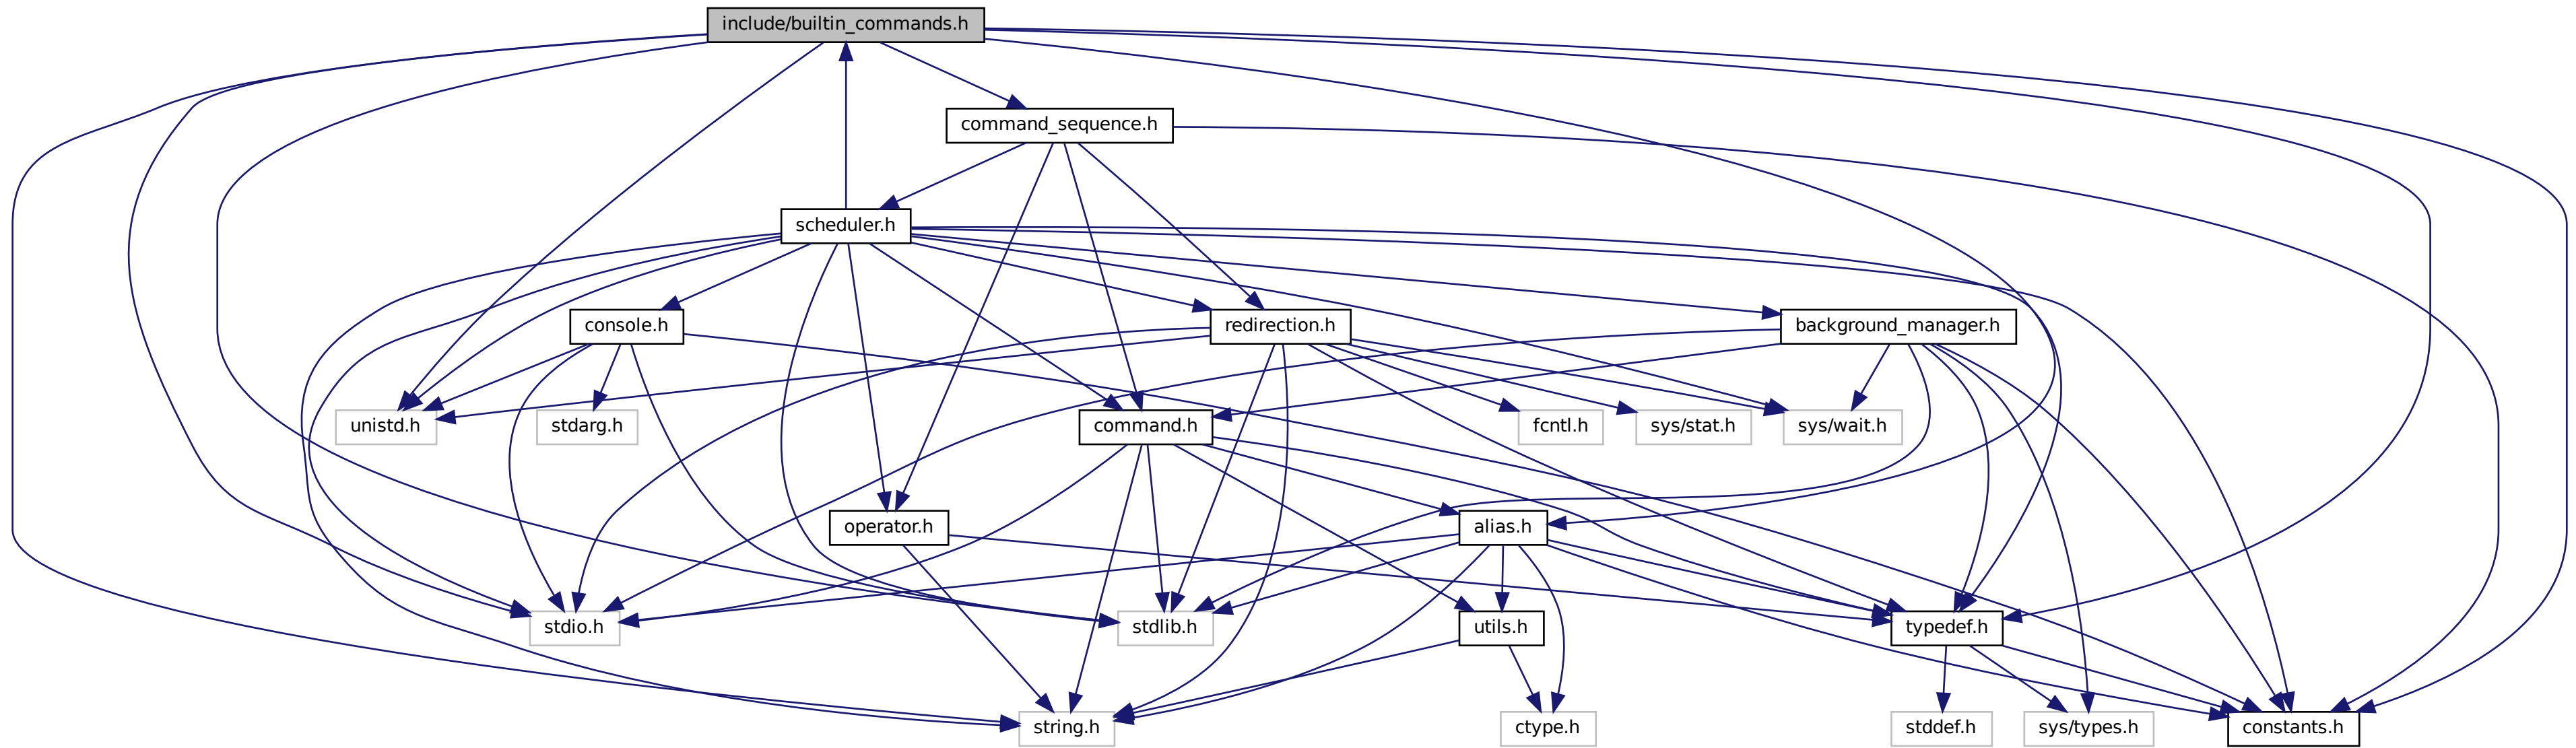 include/builtin_commands.h
command_sequence.h
scheduler.h
console.h
redirection.h
background_manager.h
unistd.h
stdarg.h
command.h
fcntl.h
sys/stat.h
sys/wait.h
operator.h
alias.h
stdio.h
stdlib.h
utils.h
typedef.h
string.h
ctype.h
stddef.h
sys/types.h
constants.h